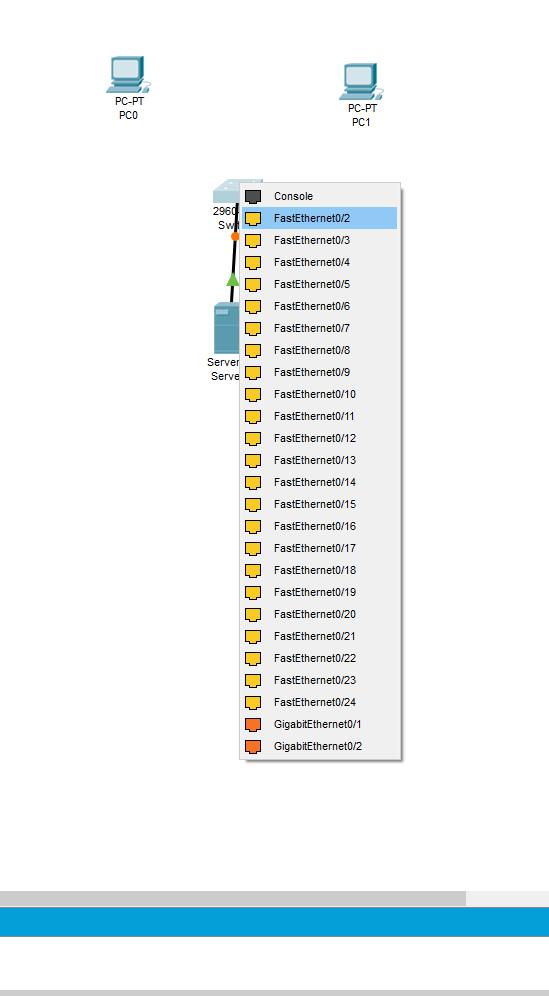 PC-PT
PC0
PC-PT
PC1
Console
FastEthernet0/2
FastEthernet0/3
FastEthernet0/4
FastEthernet0/5
FastEthernet0/6
FastEthernet0/7
FastEthernet0/8
FastEthernet0/9
FastEthernet0/10
FastEthernet0/11
FastEthernet0/12
FastEthernet0/13
FastEthernet0/14
FastEthernet0/15
FastEthernet0/16
FastEthernet0/17
FastEthernet0/18
FastEthernet0/19
FastEthernet0/20
FastEthernet0/21
FastEthernet0/22
FastEthernet0/23
FastEthernet0/24
GigabitEthernet0/1
GigabitEthernet0/2
2960
Swi
Server
Serve